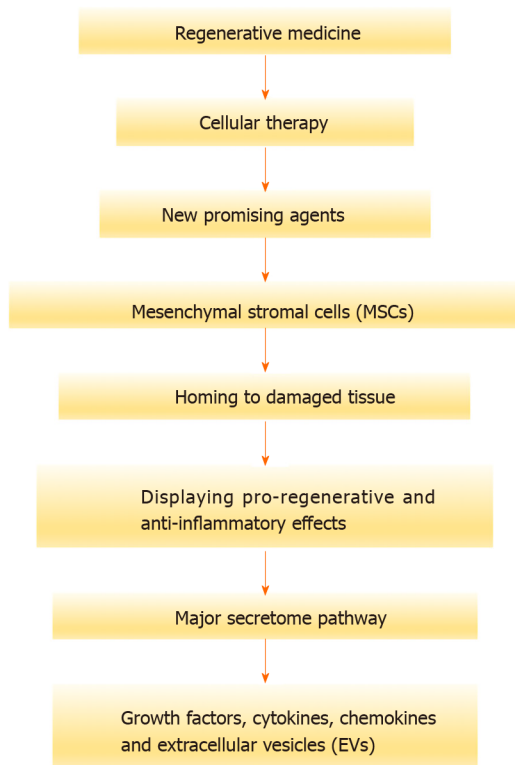 Regenerative medicine
Cellular therapy
New promising agents
Mesenchymal stromal cells (MSCs)
Homing to damaged tissue
Displaying pro-regenerative and
anti-inflammatory effects
Major secretome pathway
Growth factors, cytokines, chemokines
and extracellular vesicles (EVs)